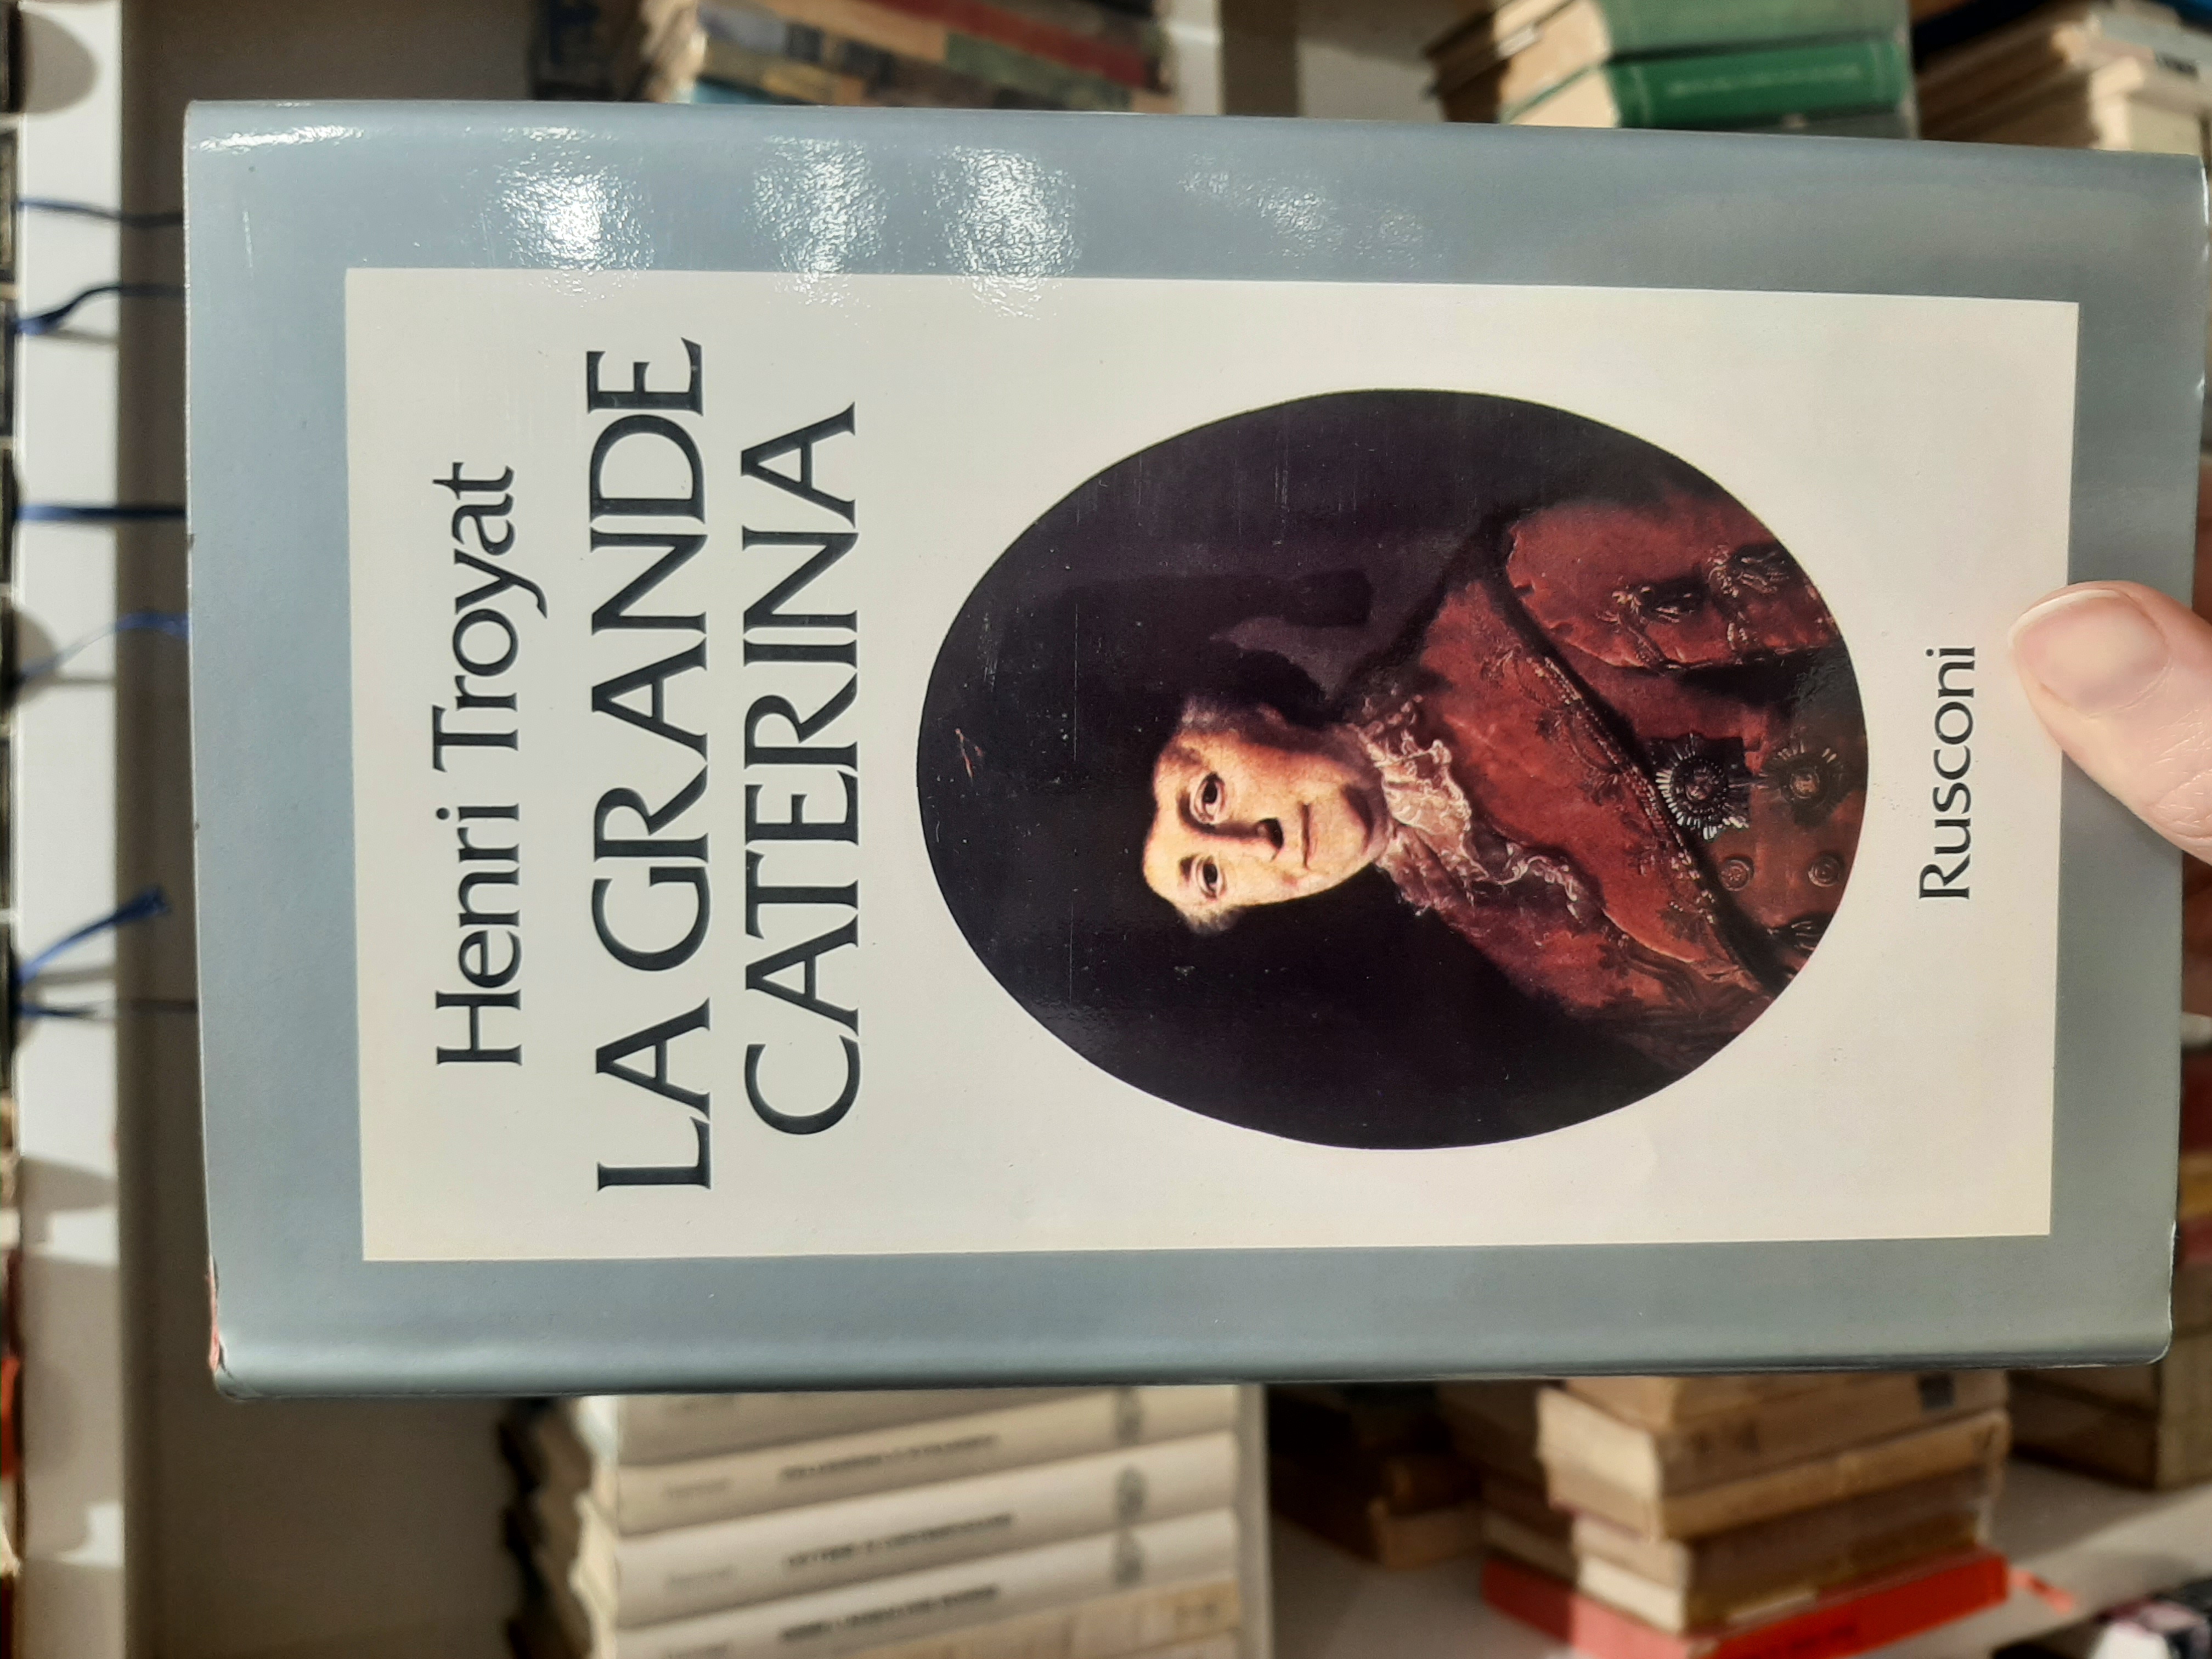 Henri Troyat
LA GRANDE
CATERINA
Rusconi